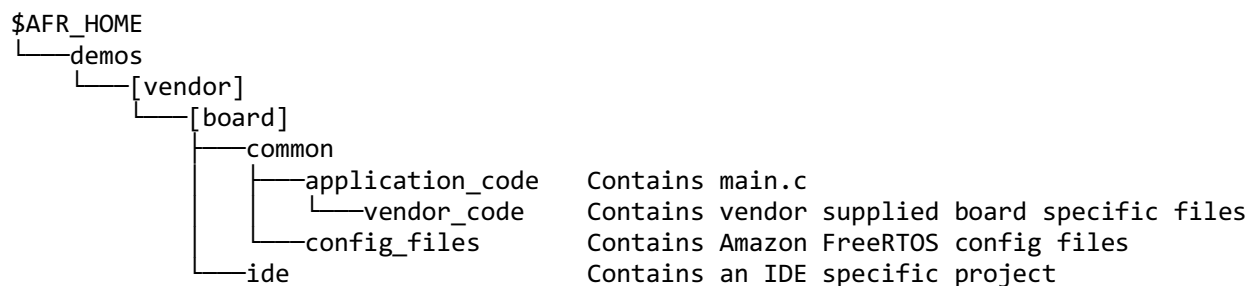 $AFR_HOME
└───demos
    └───[vendor]
        └───[board]
            ├───common
            │   ├───application_code   Contains main.c
            │   │   └───vendor_code    Contains vendor supplied board specific files
            │   └───config_files       Contains Amazon FreeRTOS config files
            └───ide                    Contains an IDE specific project